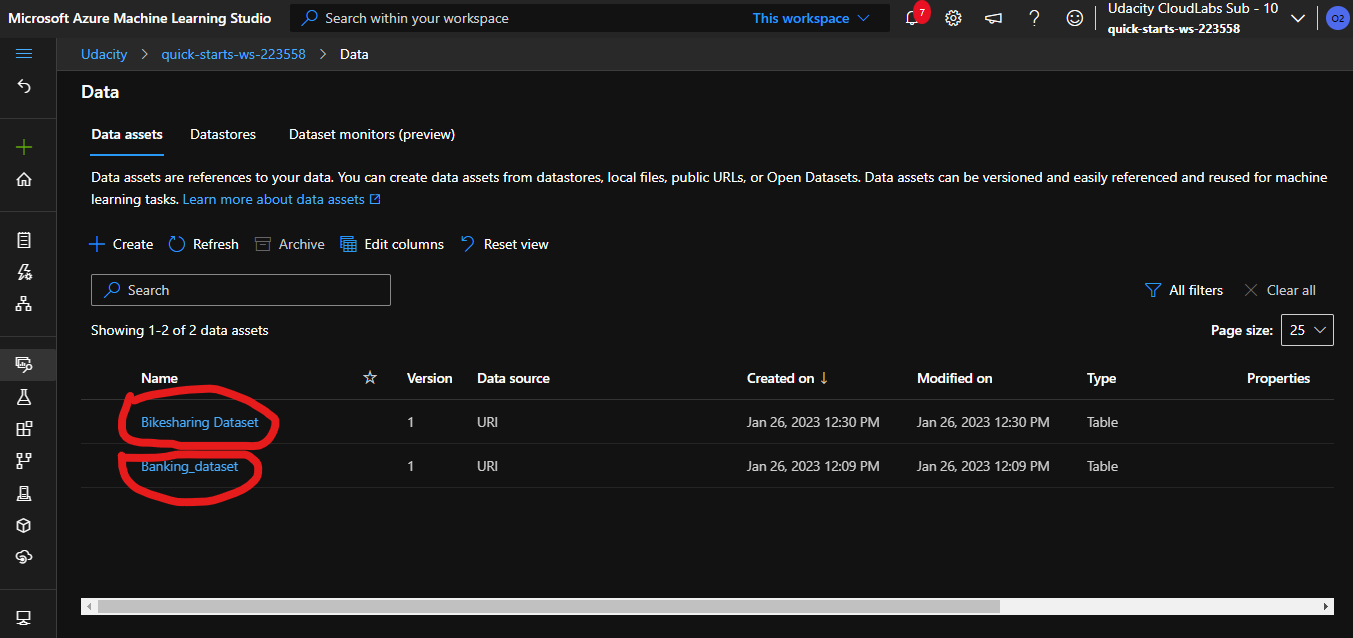 Microsoft Azure Machine Learning Studio
Search within your workspace
This workspace
7
Udacity CloudLabs Sub - 10
quick-starts-ws-223558
O2
Udacity > quick-starts-ws-223558 > Data
Data
Data assets Datastores Dataset monitors (preview)
Data assets are references to your data. You can create data assets from datastores, local files, public URLs, or Open Datasets. Data assets can be versioned and easily referenced and reused for machine
learning tasks. Learn more about data assets
Create Refresh Archive Edit columns Reset view
Search
All filters Clear all
Showing 1-2 of 2 data assets
Page size: 25
Name Version Data source Created on ↓ Modified on Type Properties
Bikesharing Dataset 1 URI Jan 26, 2023 12:30 PM Jan 26, 2023 12:30 PM Table
Banking_dataset 1 URI Jan 26, 2023 12:09 PM Jan 26, 2023 12:09 PM Table